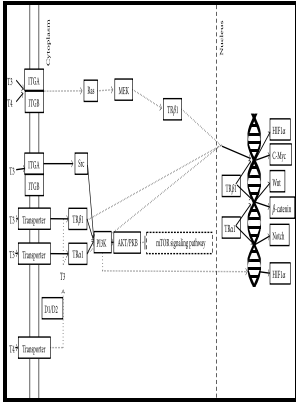 Cytoplasm
Nucleus
T3
T4
ITGA
ITGB
Ras
MEK
TRβ1
HIF1α
C-Myc
T3
ITGA
ITGB
Src
Wnt
TRβ1
β-catenin
T3
Transporter
TRβ1
TRα1
Notch
PI3K
AKT/PKB
mTOR signaling pathway
T3
Transporter
TRα1
T3
HIF1α
D1/D2
T4
Transporter